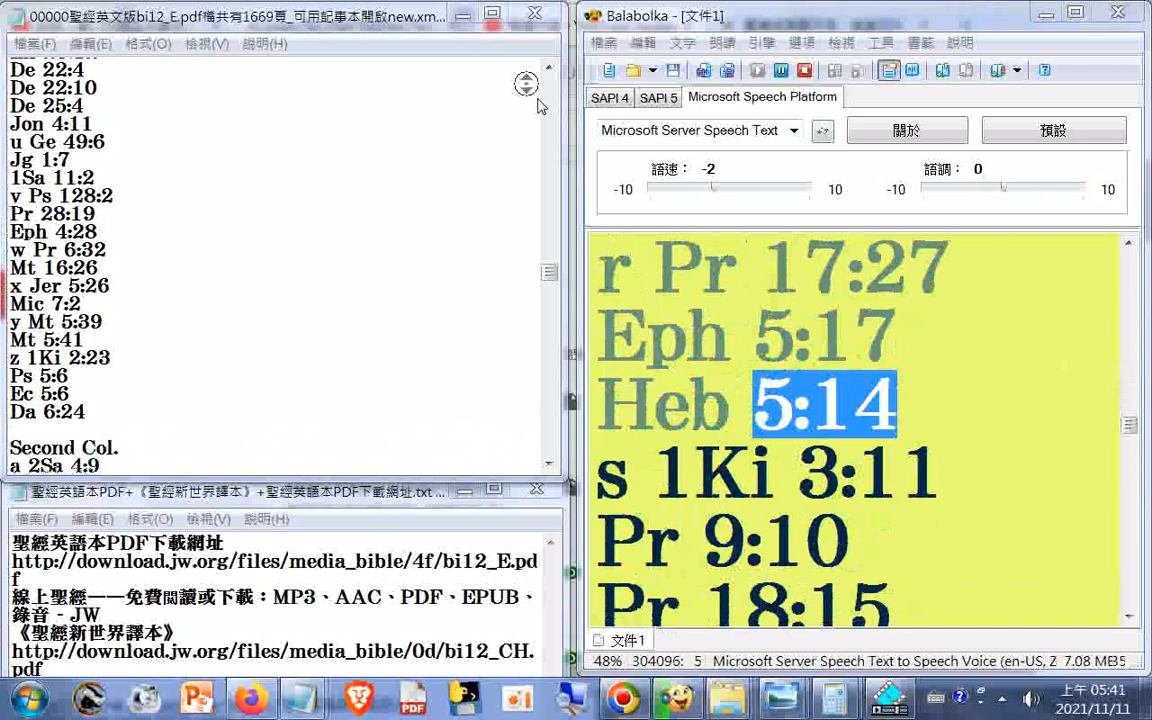 00000聖經英文版bi12_E.pdf檔共有1669頁_可用記事本開啟new.xm...
檔案(F) 編輯(E) 格式(O) 檢視(V) 說明(H)
De 22:4
De 22:10
De 25:4
Jon 4:11
u Ge 49:6
Jg 1:7
1Sa 11:2
v Ps 128:2
Pr 28:19
Eph 4:28
w Pr 6:32
Mt 16:26
x Jer 5:26
Mic 7:2
y Mt 5:39
Mt 5:41
z 1Ki 2:23
Ps 5:6
Ec 5:6
Da 6:24
Second Col.
a 2Sa 4:9
聖經英語本PDF+《聖經新世界譯本》+聖經英語本PDF下載網址.txt ...
檔案(F) 編輯(E) 格式(O) 檢視(V) 說明(H)
聖經英語本PDF下載網址
http://download.jw.org/files/media_bible/4f/bi12_E.pd
f
線上聖經——免費閱讀或下載：MP3、AAC、PDF、EPUB、
錄音 - JW
《聖經新世界譯本》
http://download.jw.org/files/media_bible/0d/bi12_CH.
pdf
Balabolka - [文件1]
檔案 編輯 文字 朗讀 引擎 選項 檢視 工具 書籤 說明
SAPI 4 SAPI 5 Microsoft Speech Platform
Microsoft Server Speech Text 關於 預設
語速： -2 語調： 0
-10 10 -10 10
r Pr 17:27
Eph 5:17
Heb 5:14
s 1Ki 3:11
Pr 9:10
Pr 18:15
文件1
48% 304096: 5 Microsoft Server Speech Text to Speech Voice (en-US, Z 7.08 MB
上午 05:41
2021/11/11